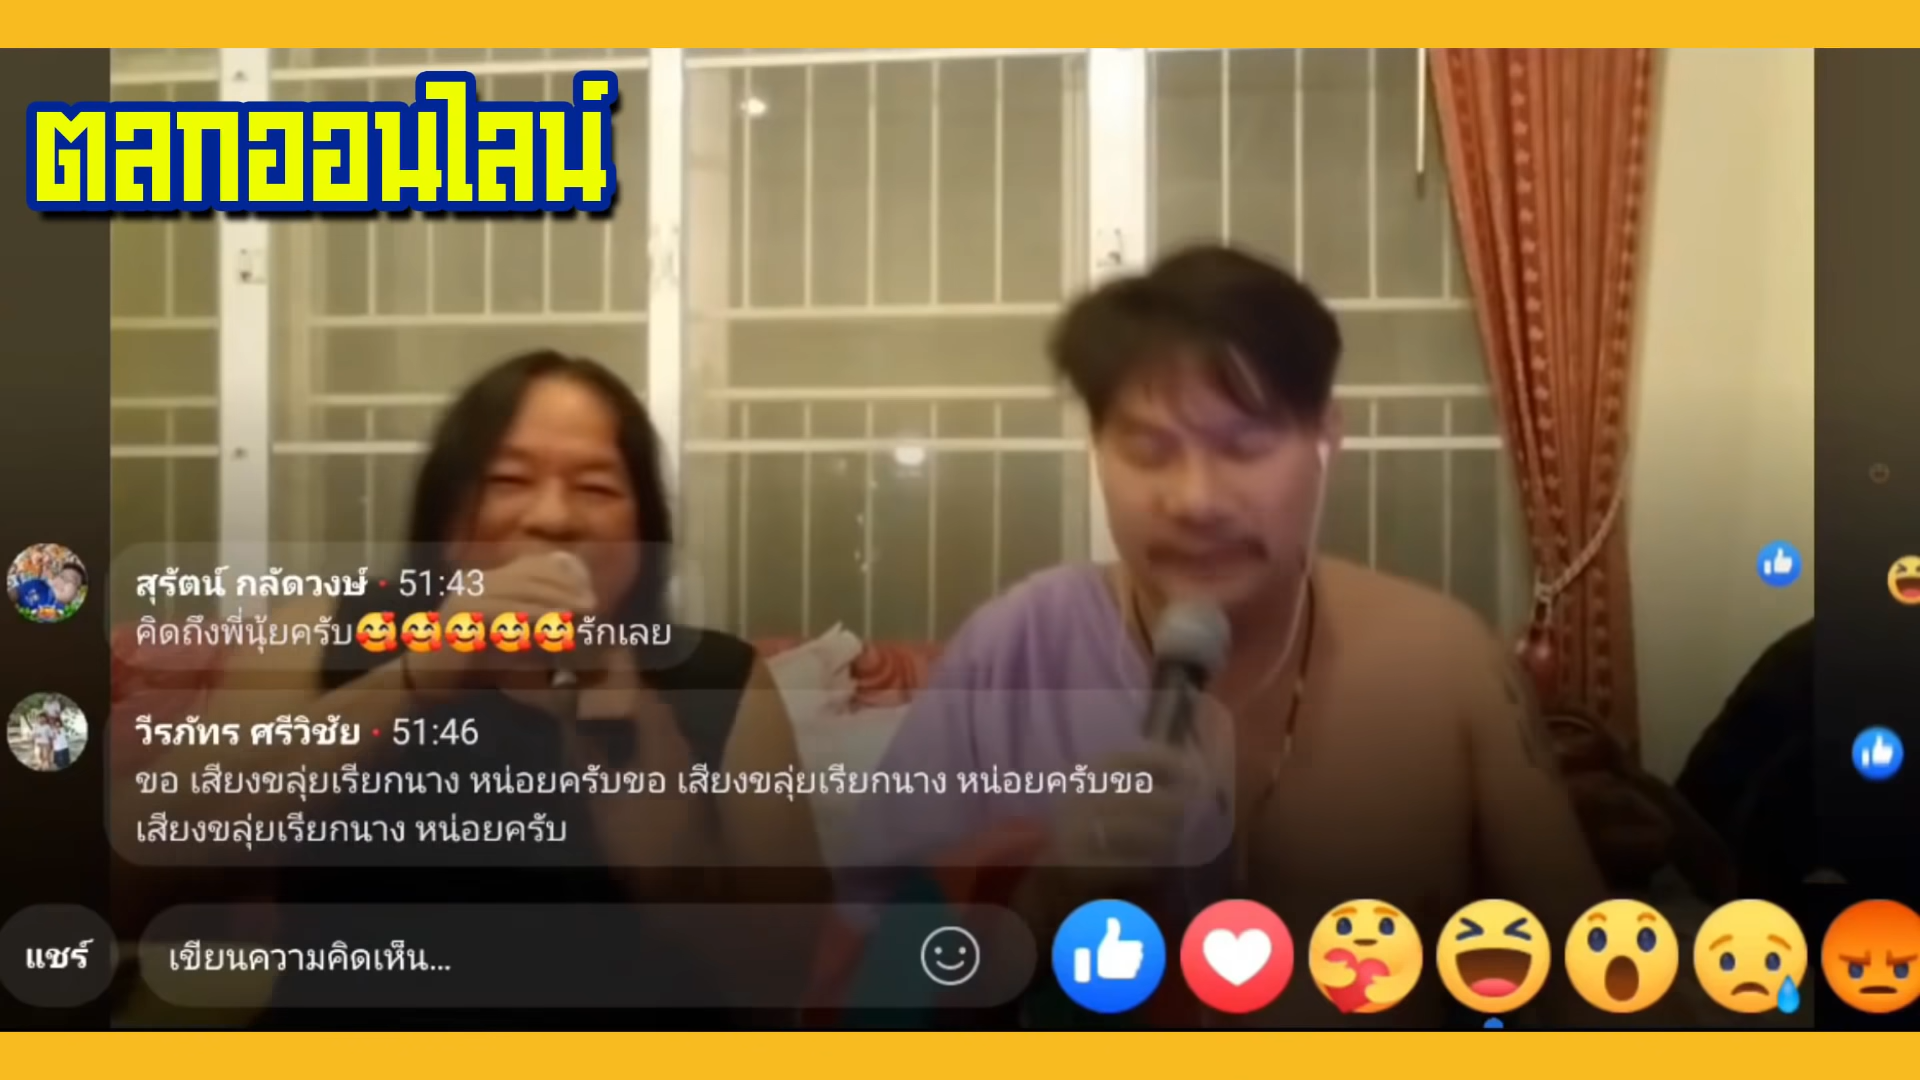 ตลกออนไลน์
สุรัตน์ กลัดวงษ์ · 51:43
คิดถึงพี่นุ้ยครับ🥰🥰🥰🥰🥰รักเลย
วีรภัทร ศรีวิชัย · 51:46
ขอ เสียงขลุ่ยเรียกนาง หน่อยครับขอ เสียงขลุ่ยเรียกนาง หน่อยครับขอ
เสียงขลุ่ยเรียกนาง หน่อยครับ
แชร์
เขียนความคิดเห็น...